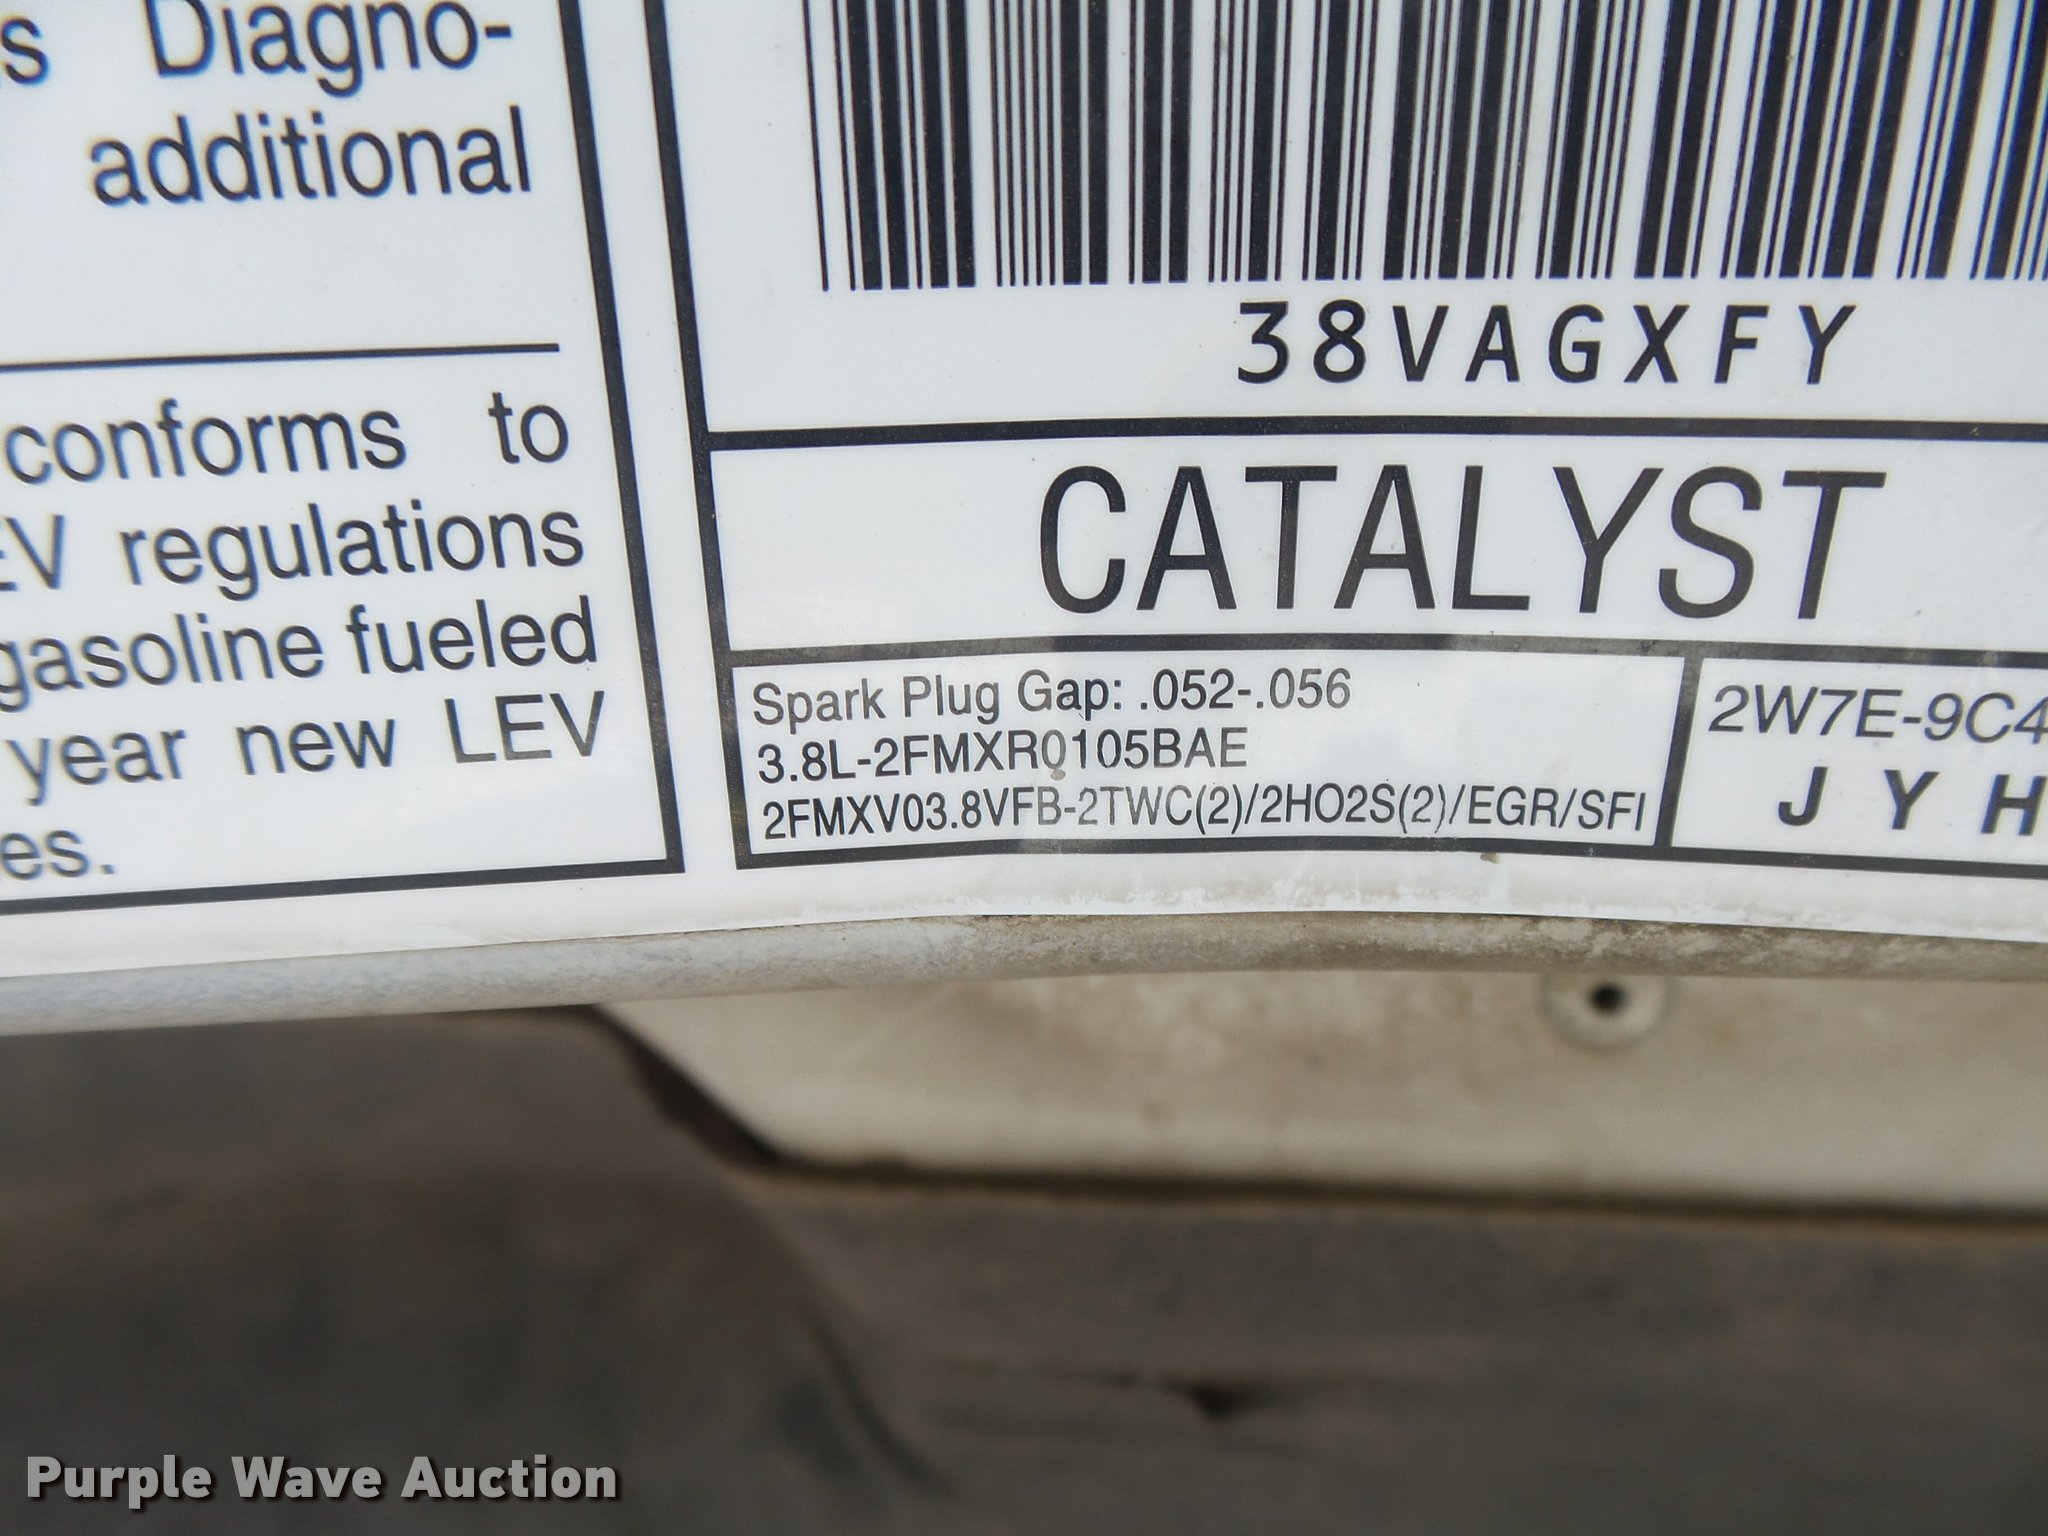 s Diagno-
additional
conforms to
EV regulations
gasoline fueled
year new LEV
es.
38VAGXFY
CATALYST
Spark Plug Gap: .052-.056
3.8L-2FMXR0105BAE
2FMXV03.8VFB-2TWC(2)/2HO2S(2)/EGR/SFI
2W7E-9C4
J Y H
Purple Wave Auction